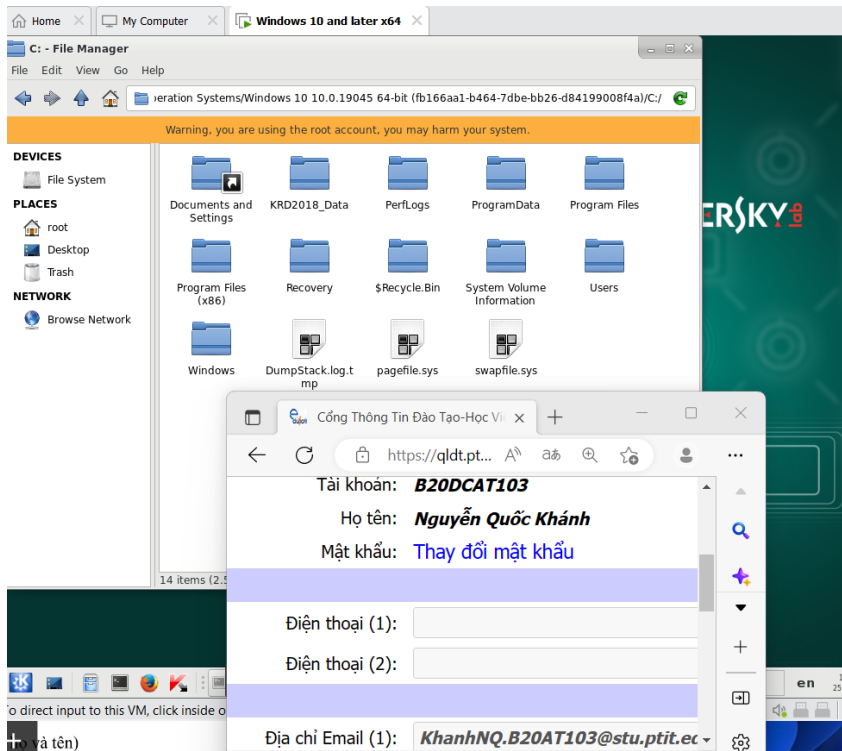 Home
My Computer
Windows 10 and later x64
C: - File Manager
File Edit View Go Help
peration Systems/Windows 10 10.0.19045 64-bit (fb166aa1-b464-7dbe-bb26-d84199008f4a)/C:/
Warning, you are using the root account, you may harm your system.
DEVICES
File System
PLACES
root
Desktop
Trash
NETWORK
Browse Network
Documents and Settings
KRD2018_Data
PerfLogs
ProgramData
Program Files
Program Files (x86)
Recovery
$Recycle.Bin
System Volume Information
Users
Windows
DumpStack.log.tmp
pagefile.sys
swapfile.sys
14 items (2.5
ERSKY lab
Cổng Thông Tin Đào Tạo-Học Vi
https://qldt.pt...
Tài khoản: B20DCAT103
Họ tên: Nguyễn Quốc Khánh
Mật khẩu: Thay đổi mật khẩu
Điện thoại (1):
Điện thoại (2):
Địa chỉ Email (1): KhanhNQ.B20AT103@stu.ptit.ec
en
25
o direct input to this VM, click inside o
và tên)